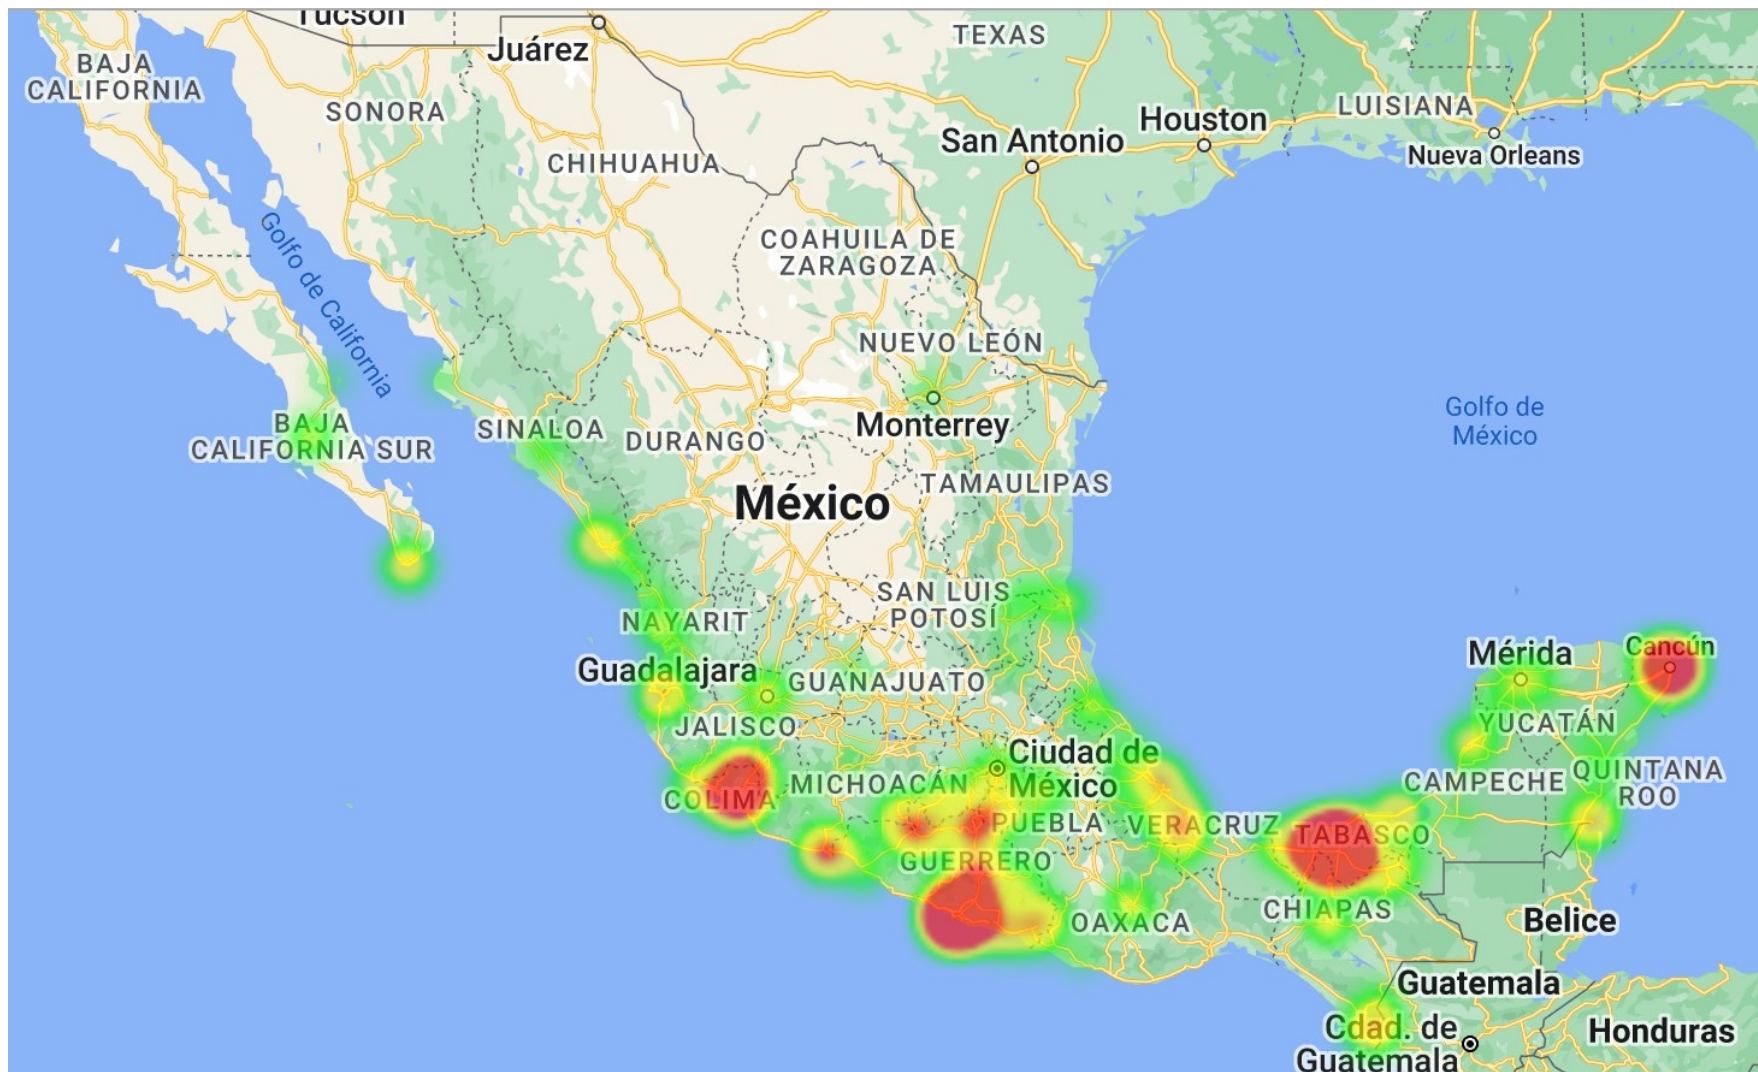 Tucson
Juárez
TEXAS
BAJA
CALIFORNIA
SONORA
LUISIANA
Houston
San Antonio
Nueva Orleans
CHIHUAHUA
Golfo de California
COAHUILA DE
ZARAGOZA
NUEVO LEÓN
Golfo de
México
BAJA
CALIFORNIA SUR
SINALOA
DURANGO
Monterrey
TAMAULIPAS
México
SAN LUIS
POTOSÍ
NAYARIT
Guadalajara
GUANAJUATO
Mérida
Cancún
JALISCO
YUCATÁN
Ciudad de
México
MICHOACÁN
COLIMA
CAMPECHE
QUINTANA
ROO
PUEBLA
VERACRUZ
TABASCO
GUERRERO
OAXACA
CHIAPAS
Belice
Guatemala
Cdad. de
Guatemala
Honduras